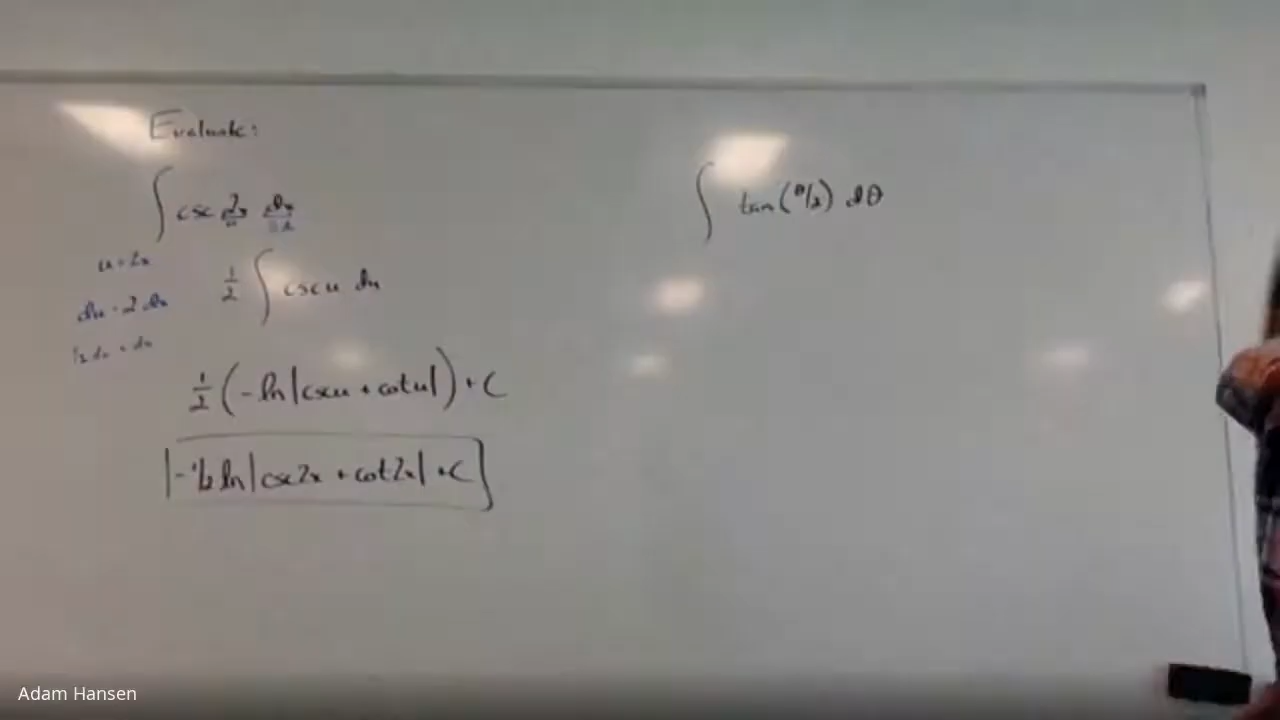 Evaluate:
∫ csc 2x dx
u = 2x
du = 2 dx
½ du = dx
½ ∫ csc u du
½ (-ln|csc u + cot u|) + C
-½ ln|csc 2x + cot 2x| + C
∫ tan(θ/2) dθ
Adam Hansen